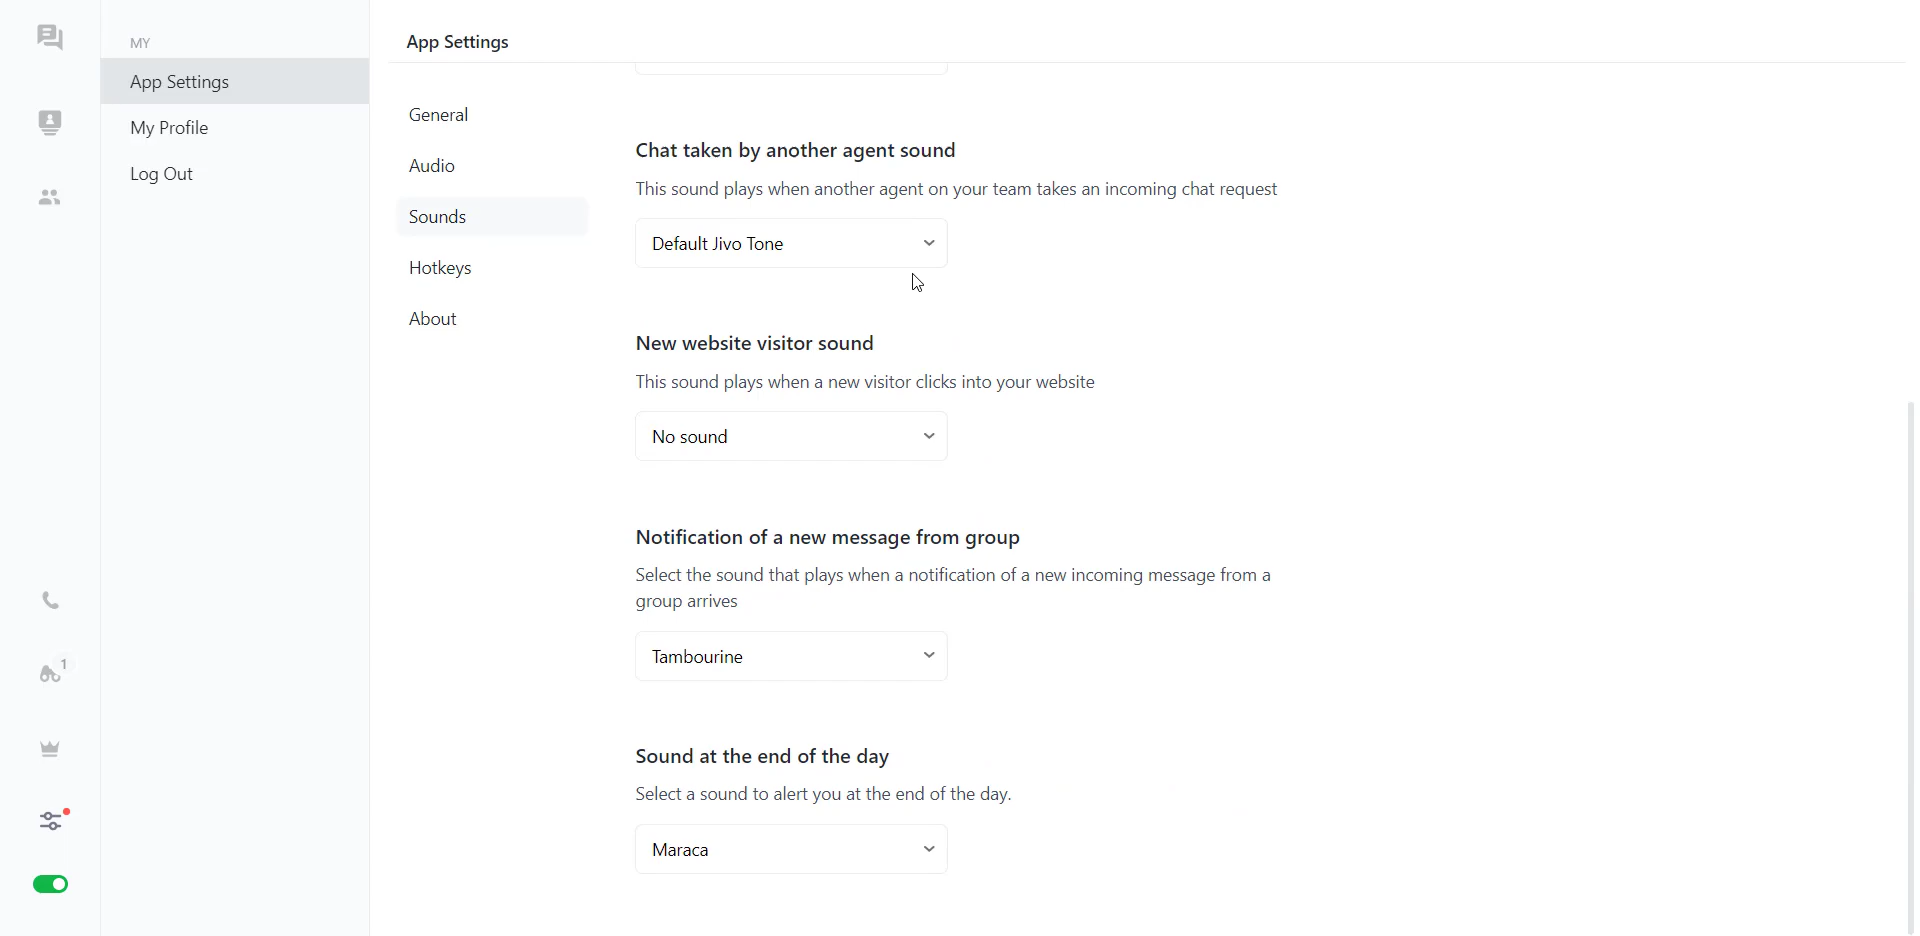 MY
App Settings
My Profile
Log Out
1
App Settings
General
Audio
Sounds
Hotkeys
About
Chat taken by another agent sound
This sound plays when another agent on your team takes an incoming chat request
Default Jivo Tone
New website visitor sound
This sound plays when a new visitor clicks into your website
No sound
Notification of a new message from group
Select the sound that plays when a notification of a new incoming message from a
group arrives
Tambourine
Sound at the end of the day
Select a sound to alert you at the end of the day.
Maraca